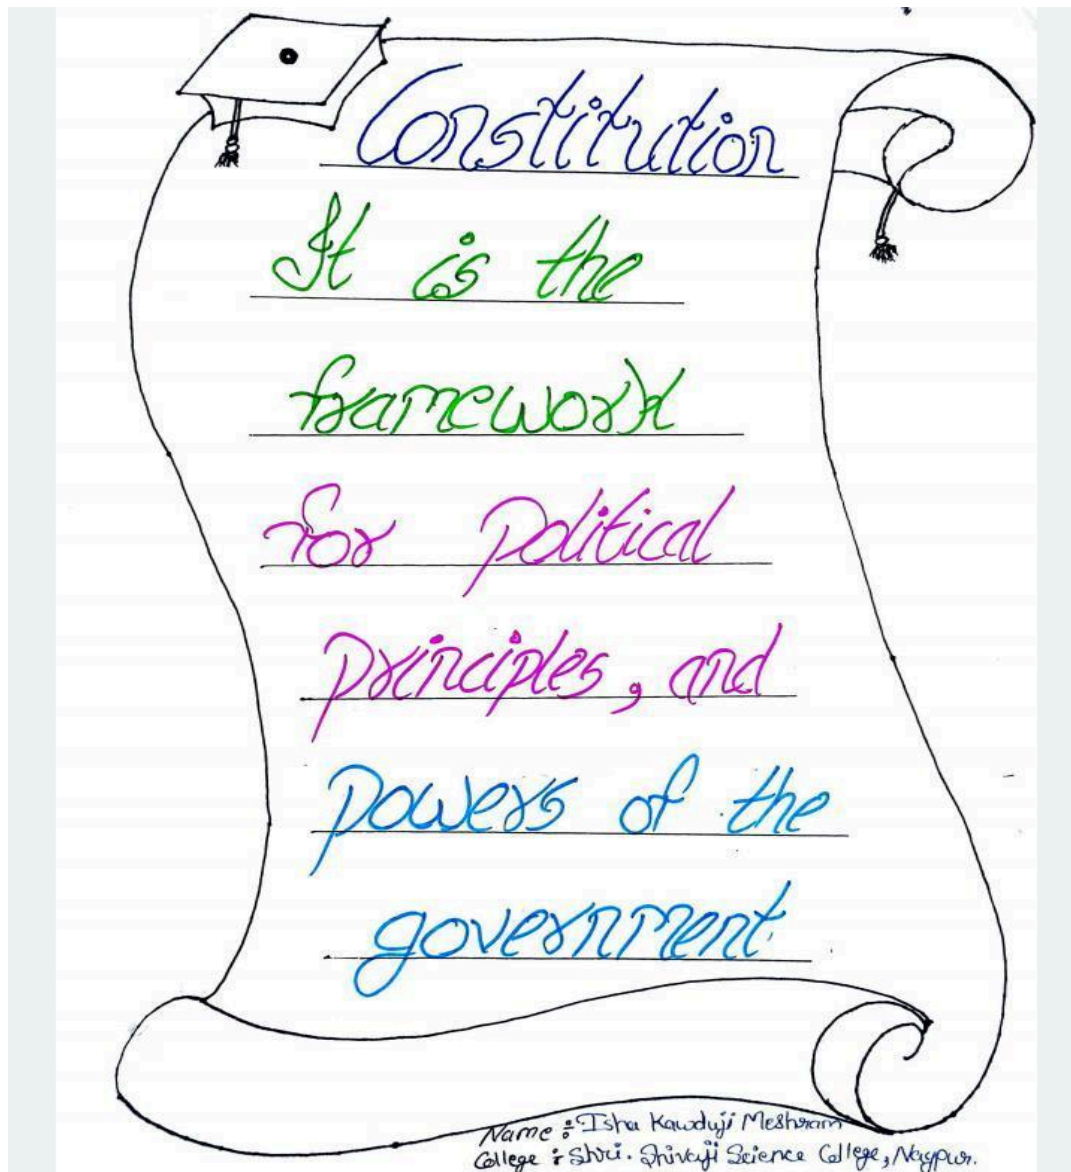 Constitution
It is the
framework
for political
principles, and
powers of the
government.
Name : Isha Kawduji Meshram
College : Shri. Shivaji Science College, Nagpur.